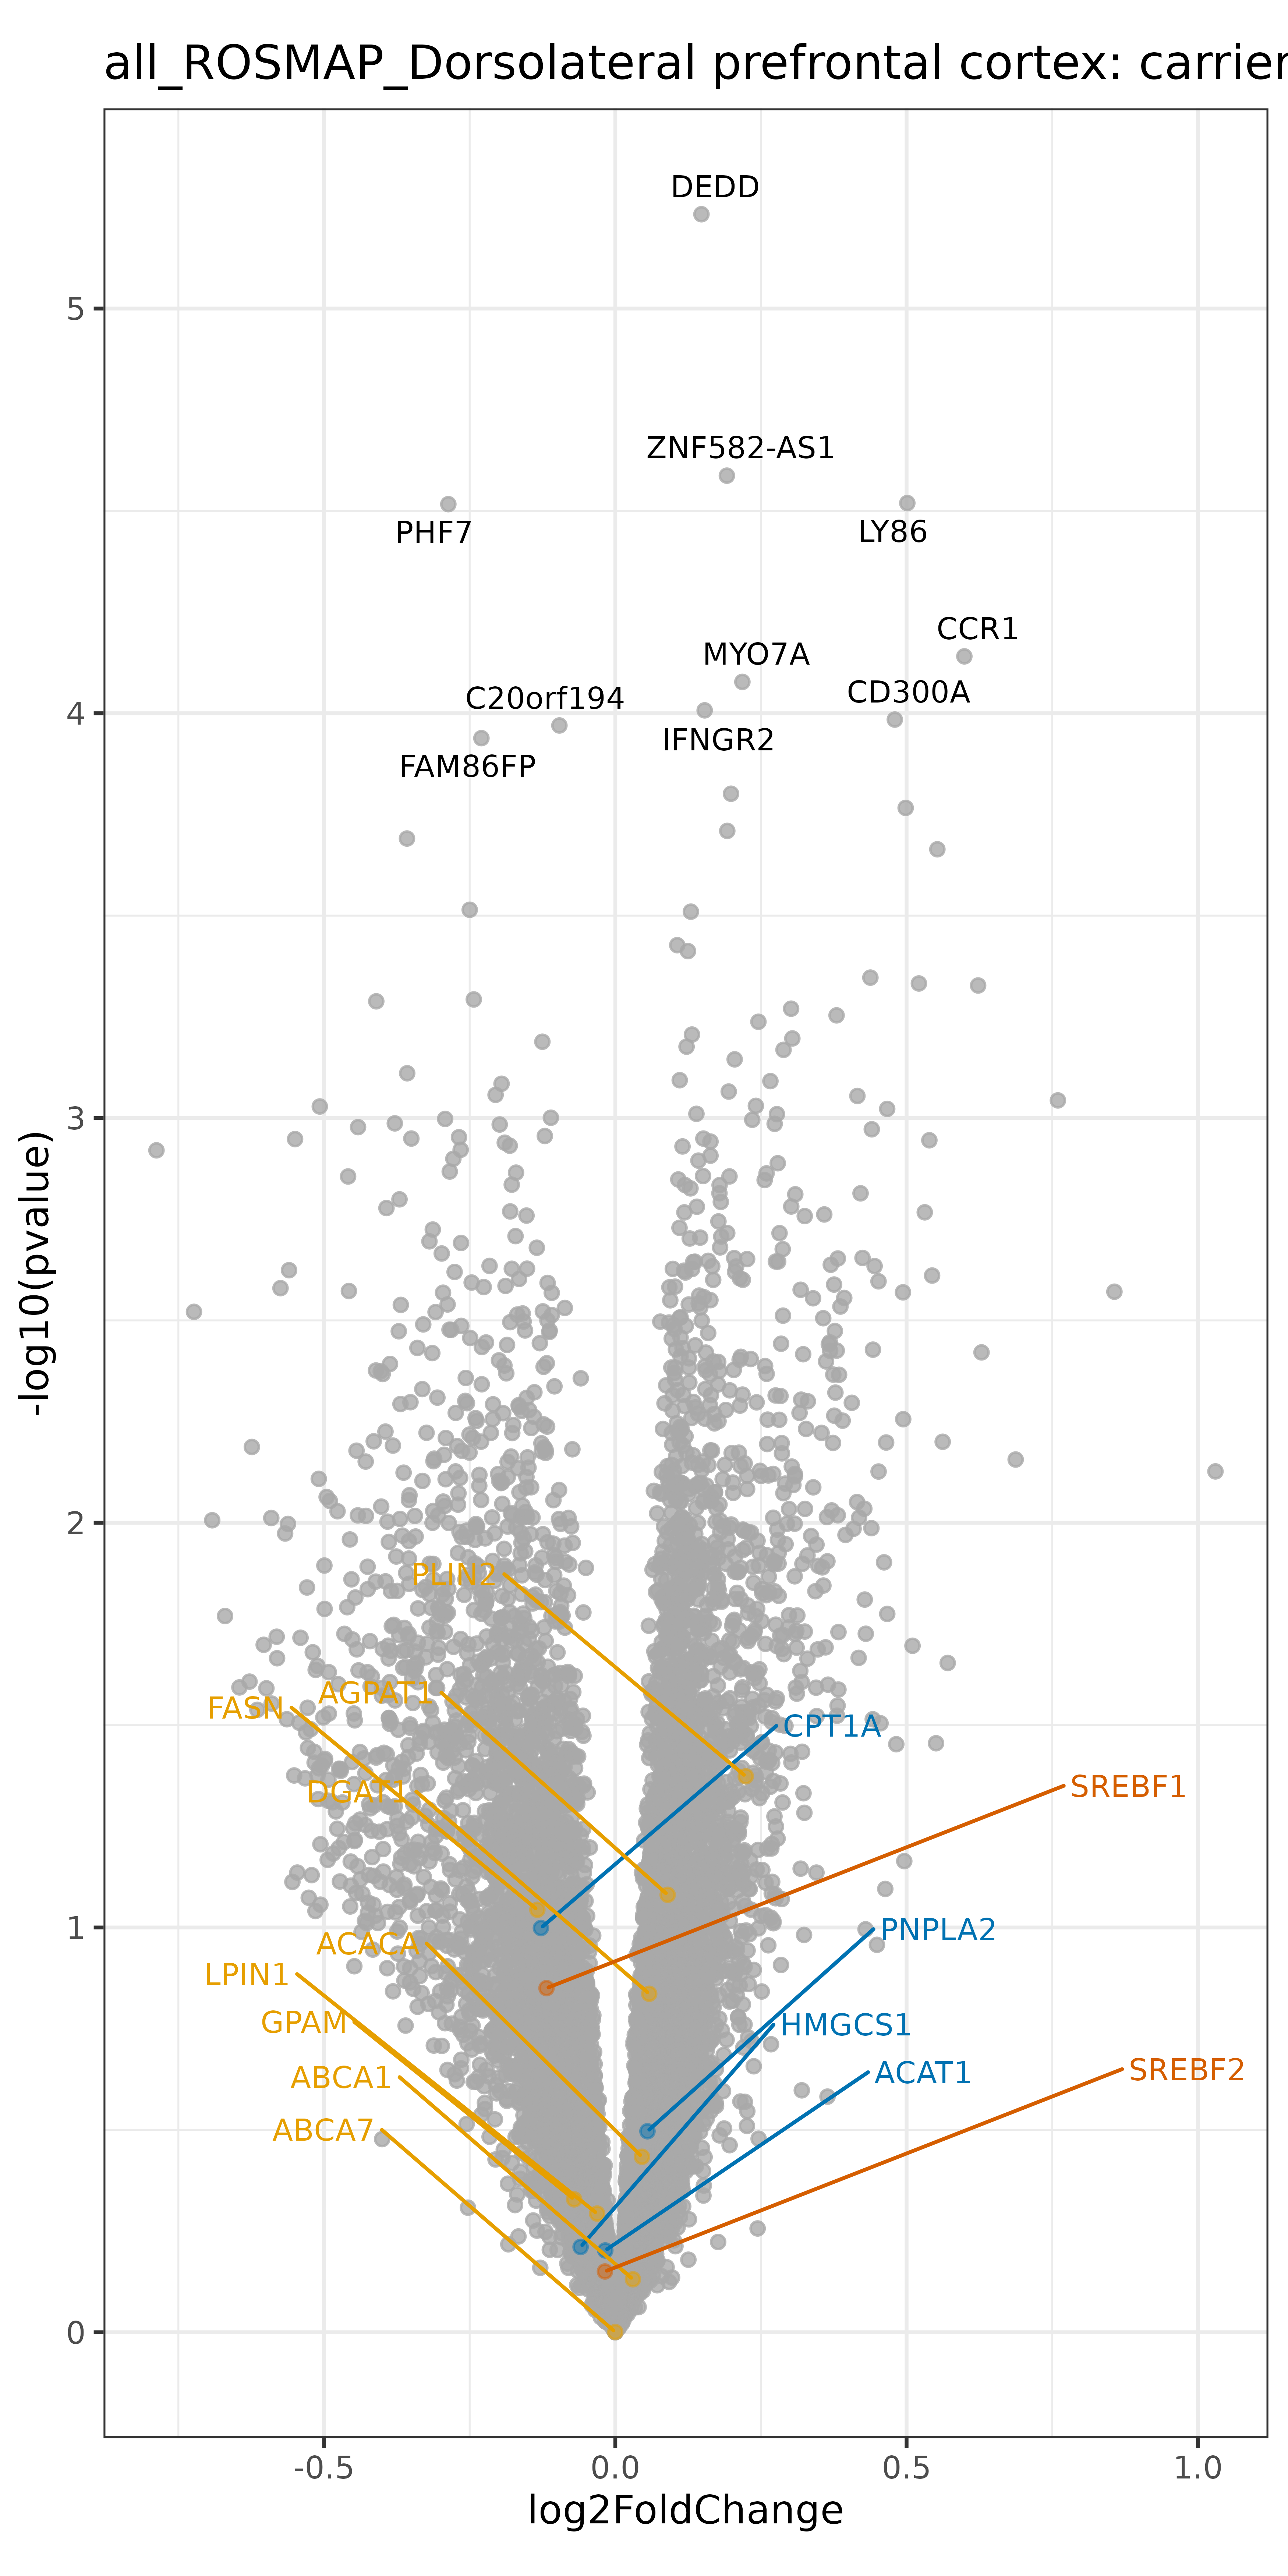 all_ROSMAP_Dorsolateral prefrontal cortex: carrier
DEDD
5
ZNF582-AS1
PHF7
LY86
CCR1
MYO7A
CD300A
C20orf194
4
IFNGR2
FAM86FP
3
-log10(pvalue)
2
PLIN2
AGPAT1
FASN
CPT1A
DGAT1
SREBF1
1
PNPLA2
ACACA
LPIN1
GPAM
HMGCS1
ABCA1
ACAT1
SREBF2
ABCA7
0
-0.5
0.0
0.5
1.0
log2FoldChange